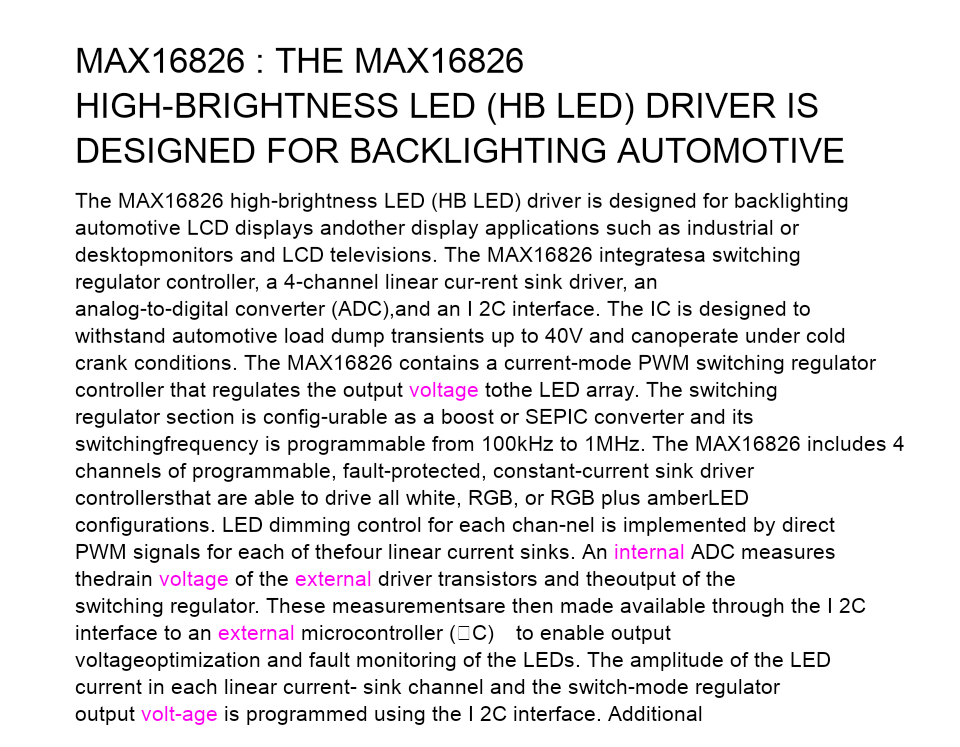 MAX16826 : THE MAX16826
HIGH-BRIGHTNESS LED (HB LED) DRIVER IS
DESIGNED FOR BACKLIGHTING AUTOMOTIVE
The MAX16826 high-brightness LED (HB LED) driver is designed for backlighting
automotive LCD displays andother display applications such as industrial or
desktopmonitors and LCD televisions. The MAX16826 integratesa switching
regulator controller, a 4-channel linear cur-rent sink driver, an
analog-to-digital converter (ADC),and an I 2C interface. The IC is designed to
withstand automotive load dump transients up to 40V and canoperate under cold
crank conditions. The MAX16826 contains a current-mode PWM switching regulator
controller that regulates the output voltage tothe LED array. The switching
regulator section is config-urable as a boost or SEPIC converter and its
switchingfrequency is programmable from 100kHz to 1MHz. The MAX16826 includes 4
channels of programmable, fault-protected, constant-current sink driver
controllersthat are able to drive all white, RGB, or RGB plus amberLED
configurations. LED dimming control for each chan-nel is implemented by direct
PWM signals for each of thefour linear current sinks. An internal ADC measures
thedrain voltage of the external driver transistors and theoutput of the
switching regulator. These measurementsare then made available through the I 2C
interface to an external microcontroller (□C) to enable output
voltageoptimization and fault monitoring of the LEDs. The amplitude of the LED
current in each linear current- sink channel and the switch-mode regulator
output volt-age is programmed using the I 2C interface. Additional